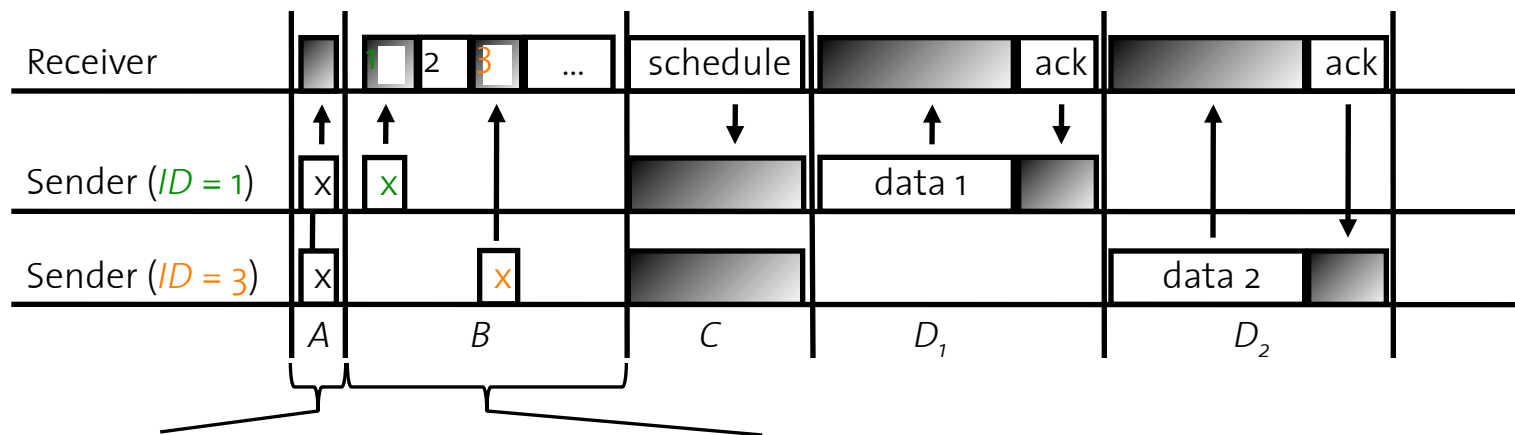 Receiver 1 2 3 ... schedule ack ack
Sender (ID = 1) x x data 1
Sender (ID = 3) x x data 2
A B C D1 D2